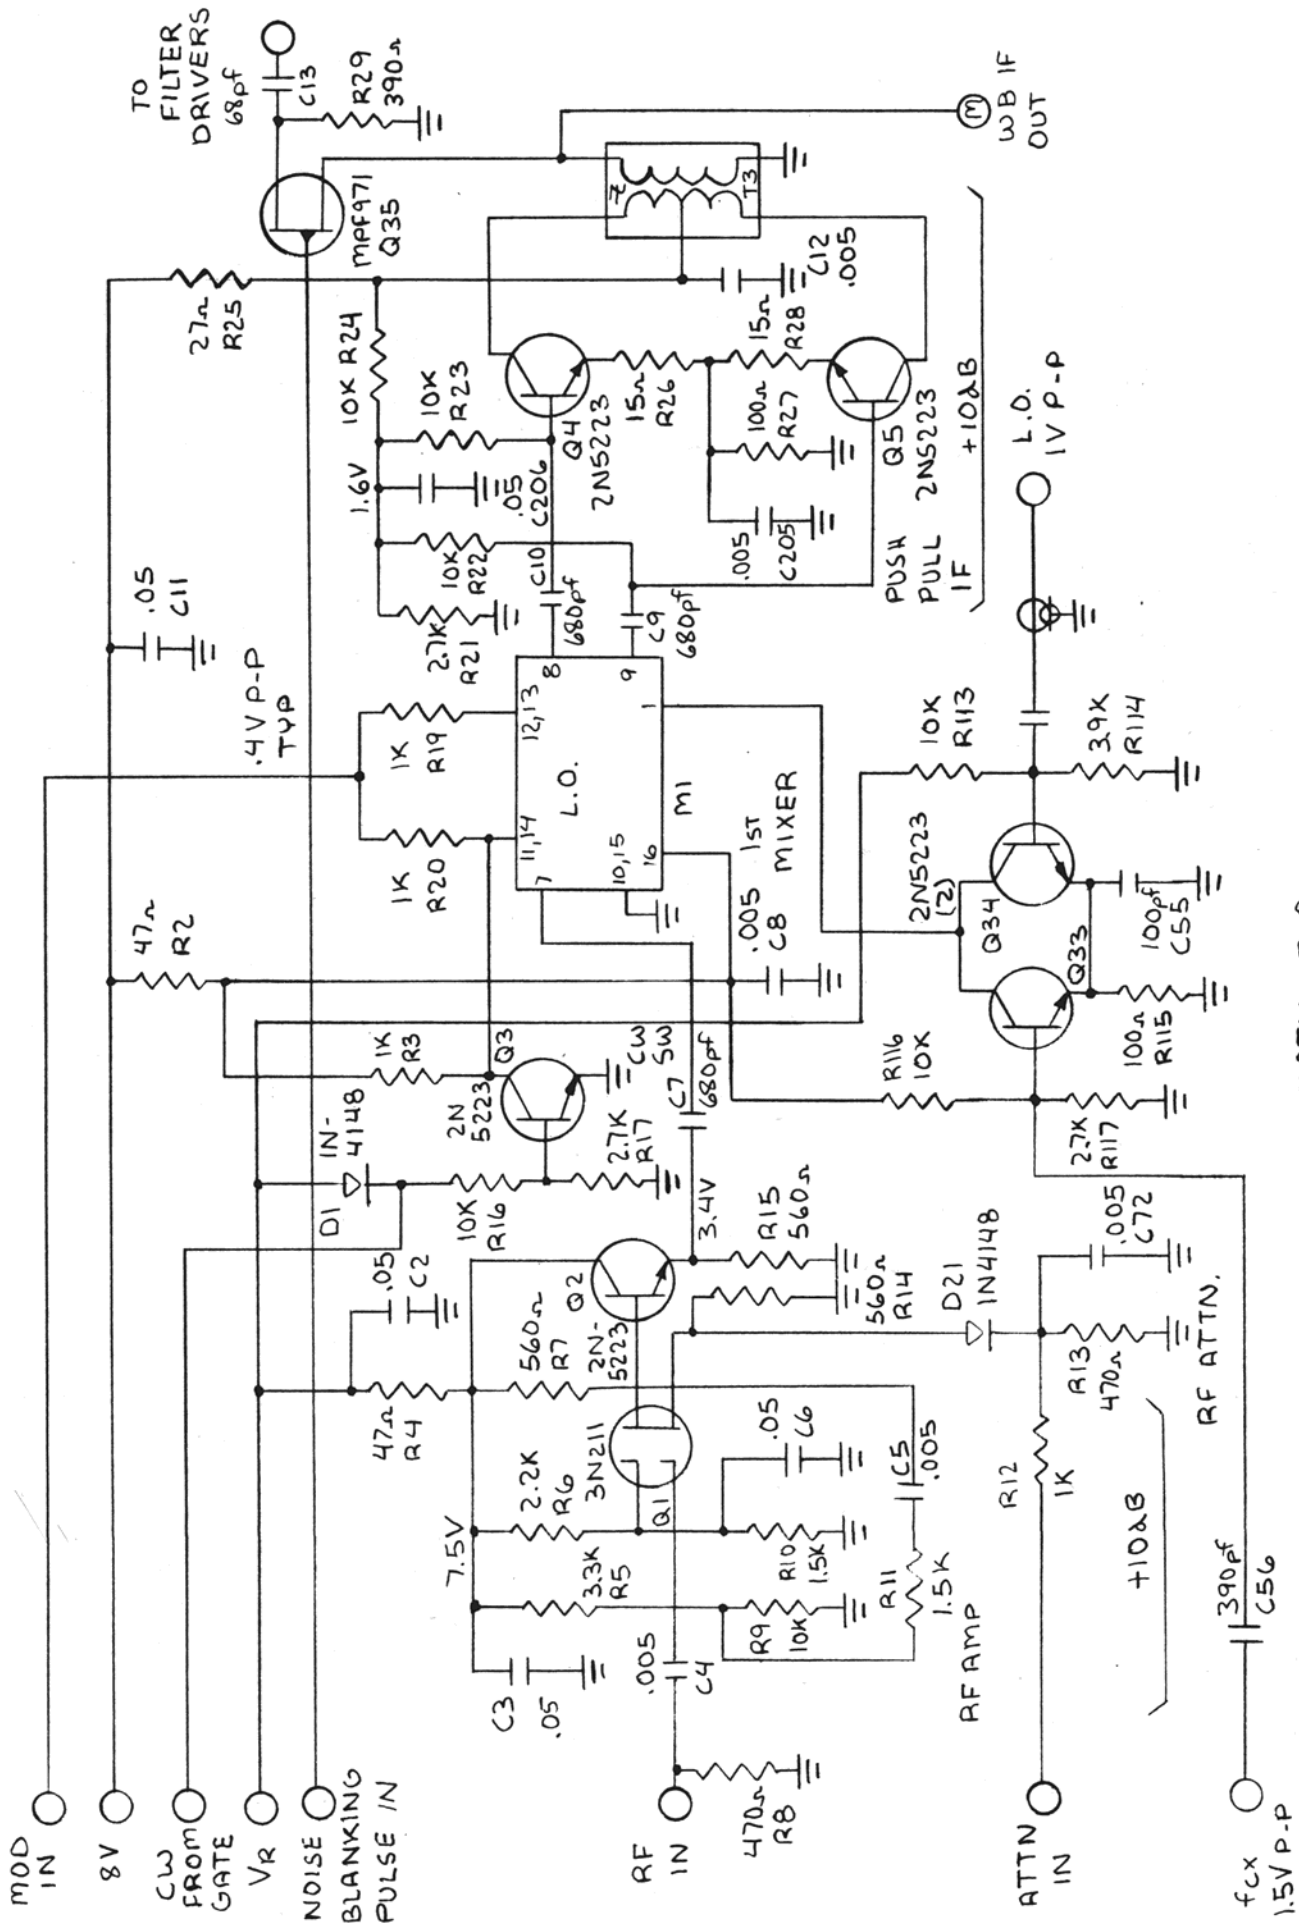 MOD
IN
8V
CW
FROM
GATE
VR
NOISE
BLANKING
PULSE IN
RF
IN
470Ω
R8
ATTN
IN
fCX
1.5V P-P
390pf
C56
C3
.05
.005
C4
7.5V
3.3K
R5
2.2K
R6
R9
10K
R10
1.5K
.05
C6
R11
1.5K
C5
.005
RF AMP
3N211
Q1
47Ω
R4
.05
C2
560Ω
R7
2N-
5223
Q2
3.4V
R15
560Ω
560Ω
R14
D21
1N4148
R12
1K
R13
470Ω
.005
C72
+10dB
RF ATTN.
D1
IN-
4148
10K
R16
2.7K
R17
1K
R3
2N
5223
Q3
CW
SW
C7
680pf
47Ω
R2
.005
C8
1ST
MIXER
M1
L.O.
7
8
9
1
10,15
16
11,14
12,13
1K
R20
1K
R19
.4V P-P
TYP
.05
C11
2.7K
R21
10K
R22
1.6V
.05
C206
C10
680pf
C9
680pf
10K
R23
10K R24
27Ω
R25
Q4
2N5223
15Ω
R26
15Ω
R28
100Ω
R27
.005
C205
Q5
2N5223
PUSH
PULL
IF
+10dB
C12
.005
T3
MPF971
Q35
TO
FILTER
DRIVERS
68pf
C13
R29
390Ω
M
WB IF
OUT
L.O.
1V P-P
10K
R113
3.9K
R114
2N5223
(2)
Q34
Q33
100pf
C55
100Ω
R115
R116
10K
2.7K
R117